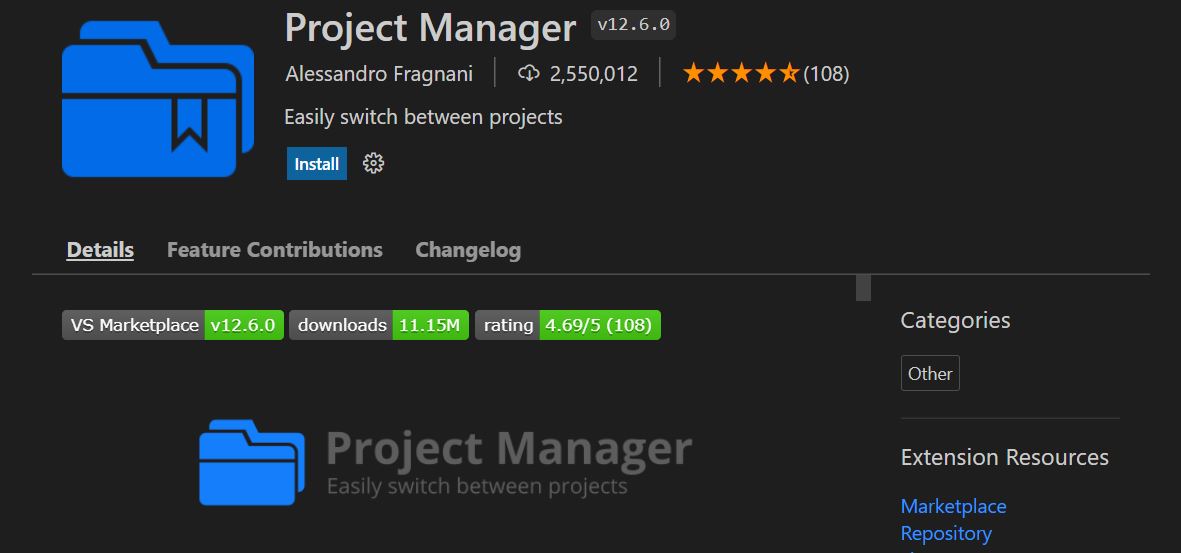 Project Manager v12.6.0
Alessandro Fragnani 2,550,012 (108)
Easily switch between projects
Install
Details Feature Contributions Changelog
VS Marketplace v12.6.0 downloads 11.15M rating 4.69/5 (108)
Categories
Other
Project Manager
Easily switch between projects
Extension Resources
Marketplace
Repository